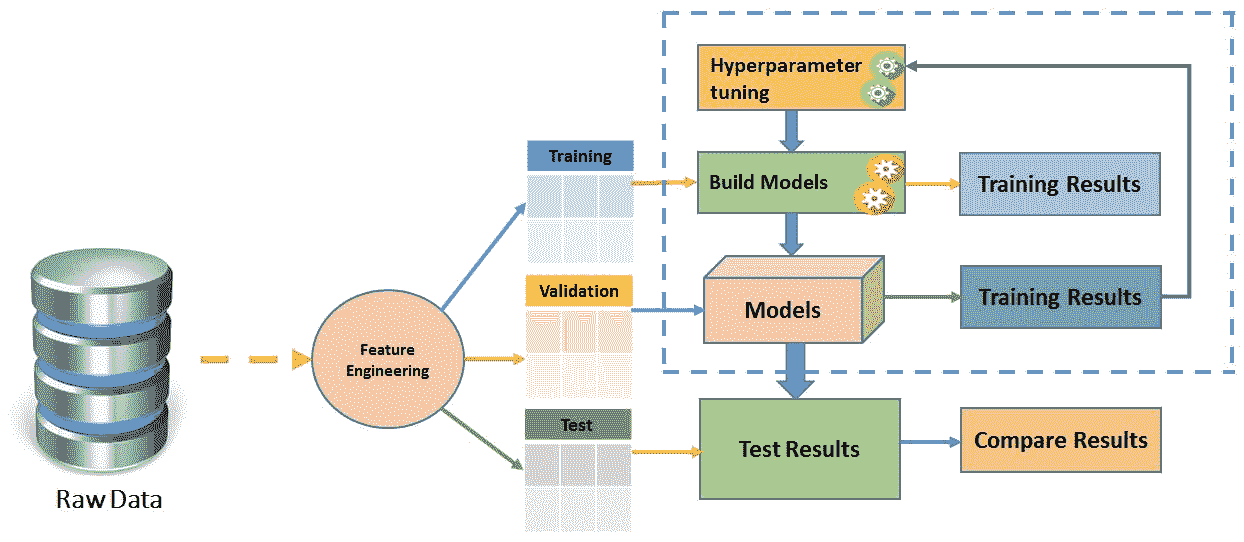 Hyperparameter
tuning
Training
Build Models
Training Results
Validation
Models
Training Results
Feature
Engineering
Test
Test Results
Compare Results
Raw Data